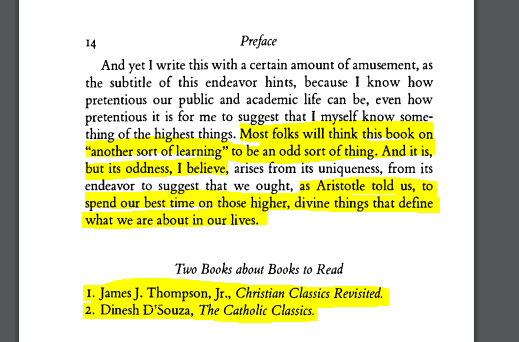 14 Preface
And yet I write this with a certain amount of amusement, as
the subtitle of this endeavor hints, because I know how
pretentious our public and academic life can be, even how
pretentious it is for me to suggest that I myself know some-
thing of the highest things. Most folks will think this book on
“another sort of learning” to be an odd sort of thing. And it is,
but its oddness, I believe, arises from its uniqueness, from its
endeavor to suggest that we ought, as Aristotle told us, to
spend our best time on those higher, divine things that define
what we are about in our lives.
Two Books about Books to Read
1. James J. Thompson, Jr., Christian Classics Revisited.
2. Dinesh D'Souza, The Catholic Classics.